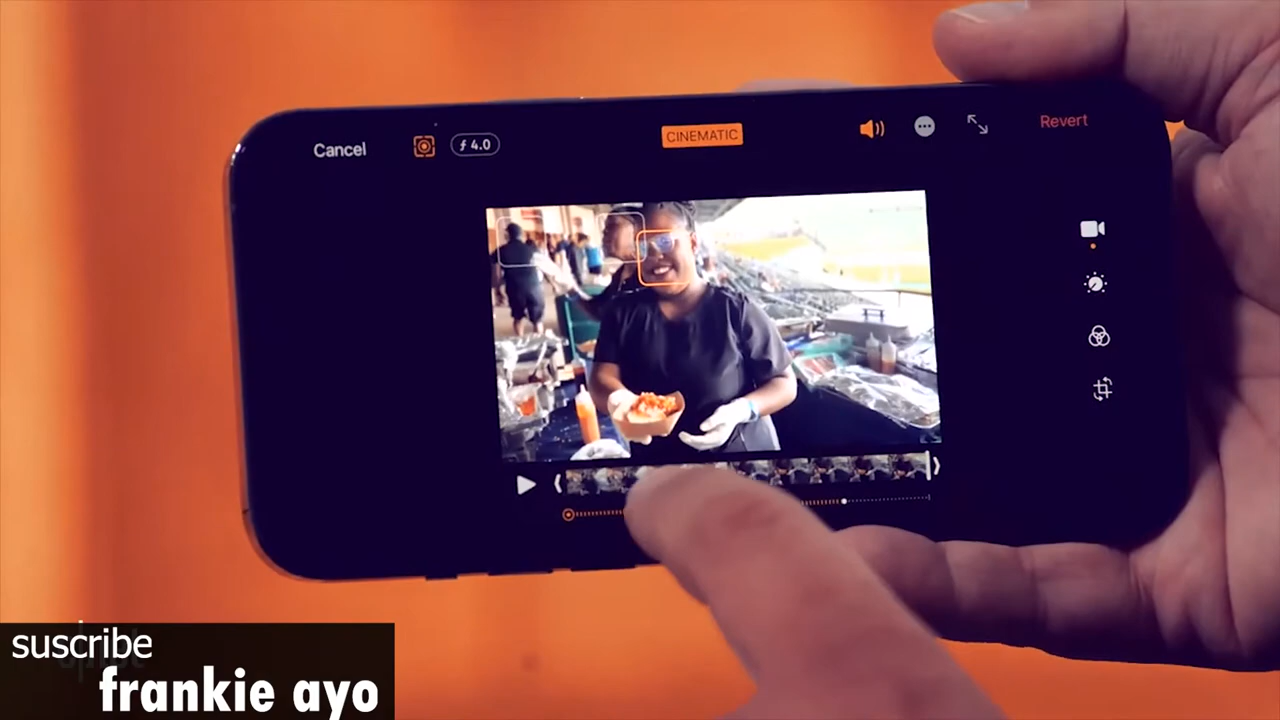 Cancel
ƒ 4.0
CINEMATIC
Revert
suscribe
frankie ayo